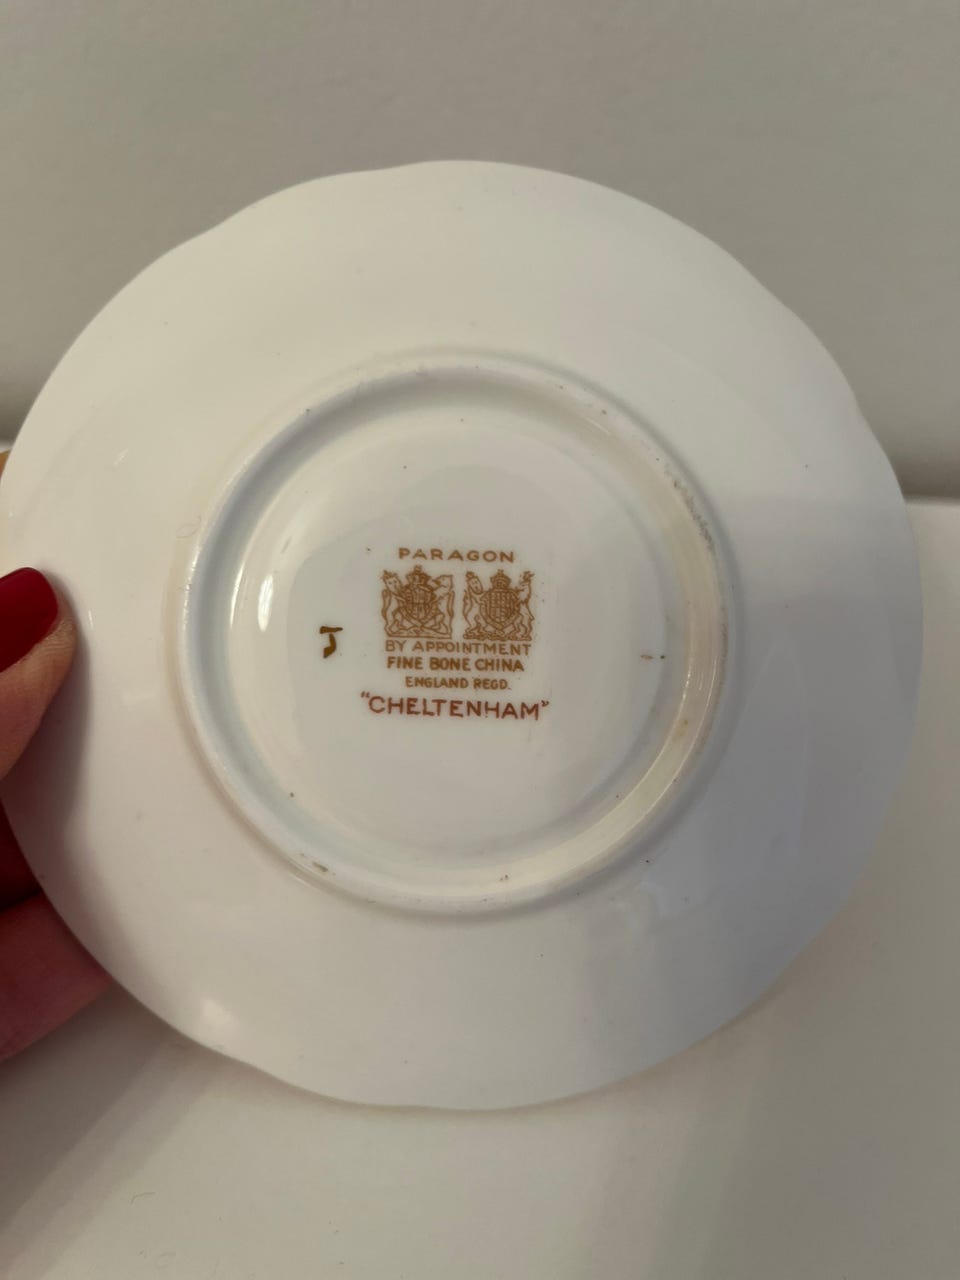 PARAGON
BY APPOINTMENT
FINE BONE CHINA
ENGLAND REGD.
"CHELTENHAM"
J